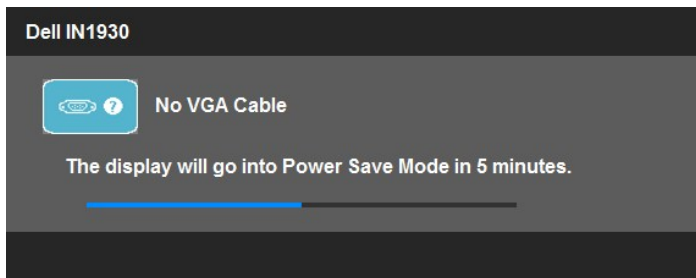 Dell IN1930
?
No VGA Cable
The display will go into Power Save Mode in 5 minutes.